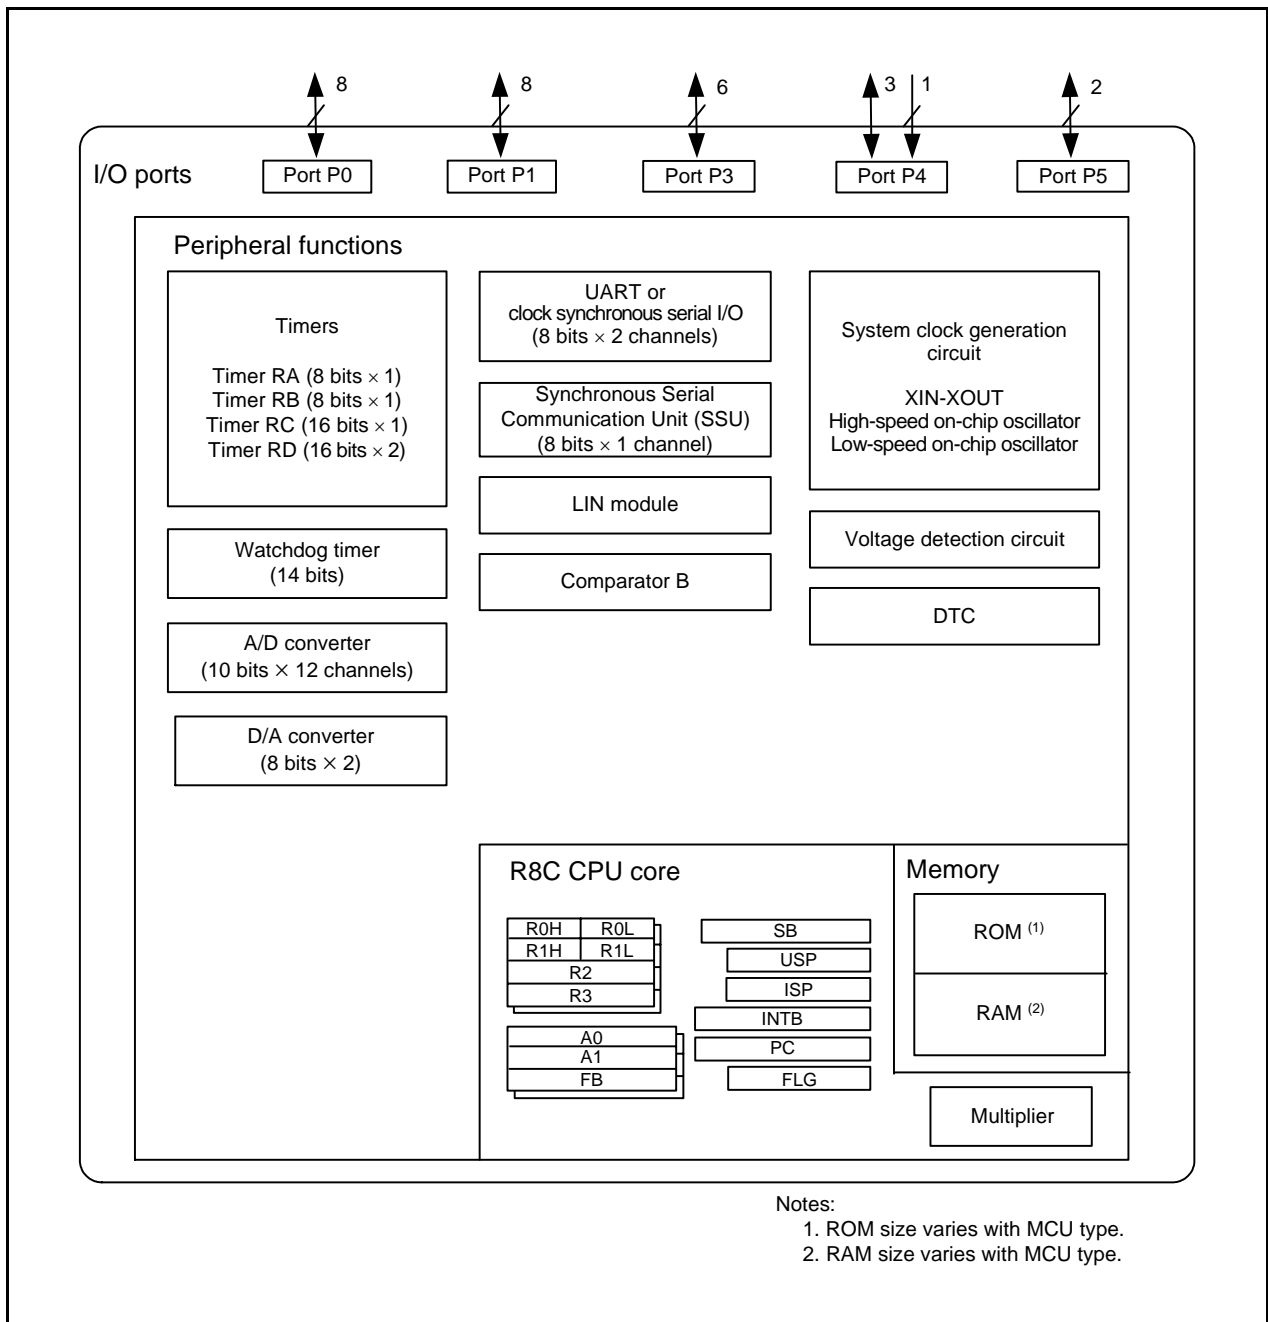 8
8
6
3
1
2
I/O ports
Port P0
Port P1
Port P3
Port P4
Port P5
Peripheral functions
Timers
Timer RA (8 bits × 1)
Timer RB (8 bits × 1)
Timer RC (16 bits × 1)
Timer RD (16 bits × 2)
Watchdog timer
(14 bits)
A/D converter
(10 bits × 12 channels)
D/A converter
(8 bits × 2)
UART or
clock synchronous serial I/O
(8 bits × 2 channels)
Synchronous Serial
Communication Unit (SSU)
(8 bits × 1 channel)
LIN module
Comparator B
System clock generation
circuit
XIN-XOUT
High-speed on-chip oscillator
Low-speed on-chip oscillator
Voltage detection circuit
DTC
R8C CPU core
R0H
R0L
R1H
R1L
R2
R3
A0
A1
FB
SB
USP
ISP
INTB
PC
FLG
Memory
ROM (1)
RAM (2)
Multiplier
Notes:
1. ROM size varies with MCU type.
2. RAM size varies with MCU type.